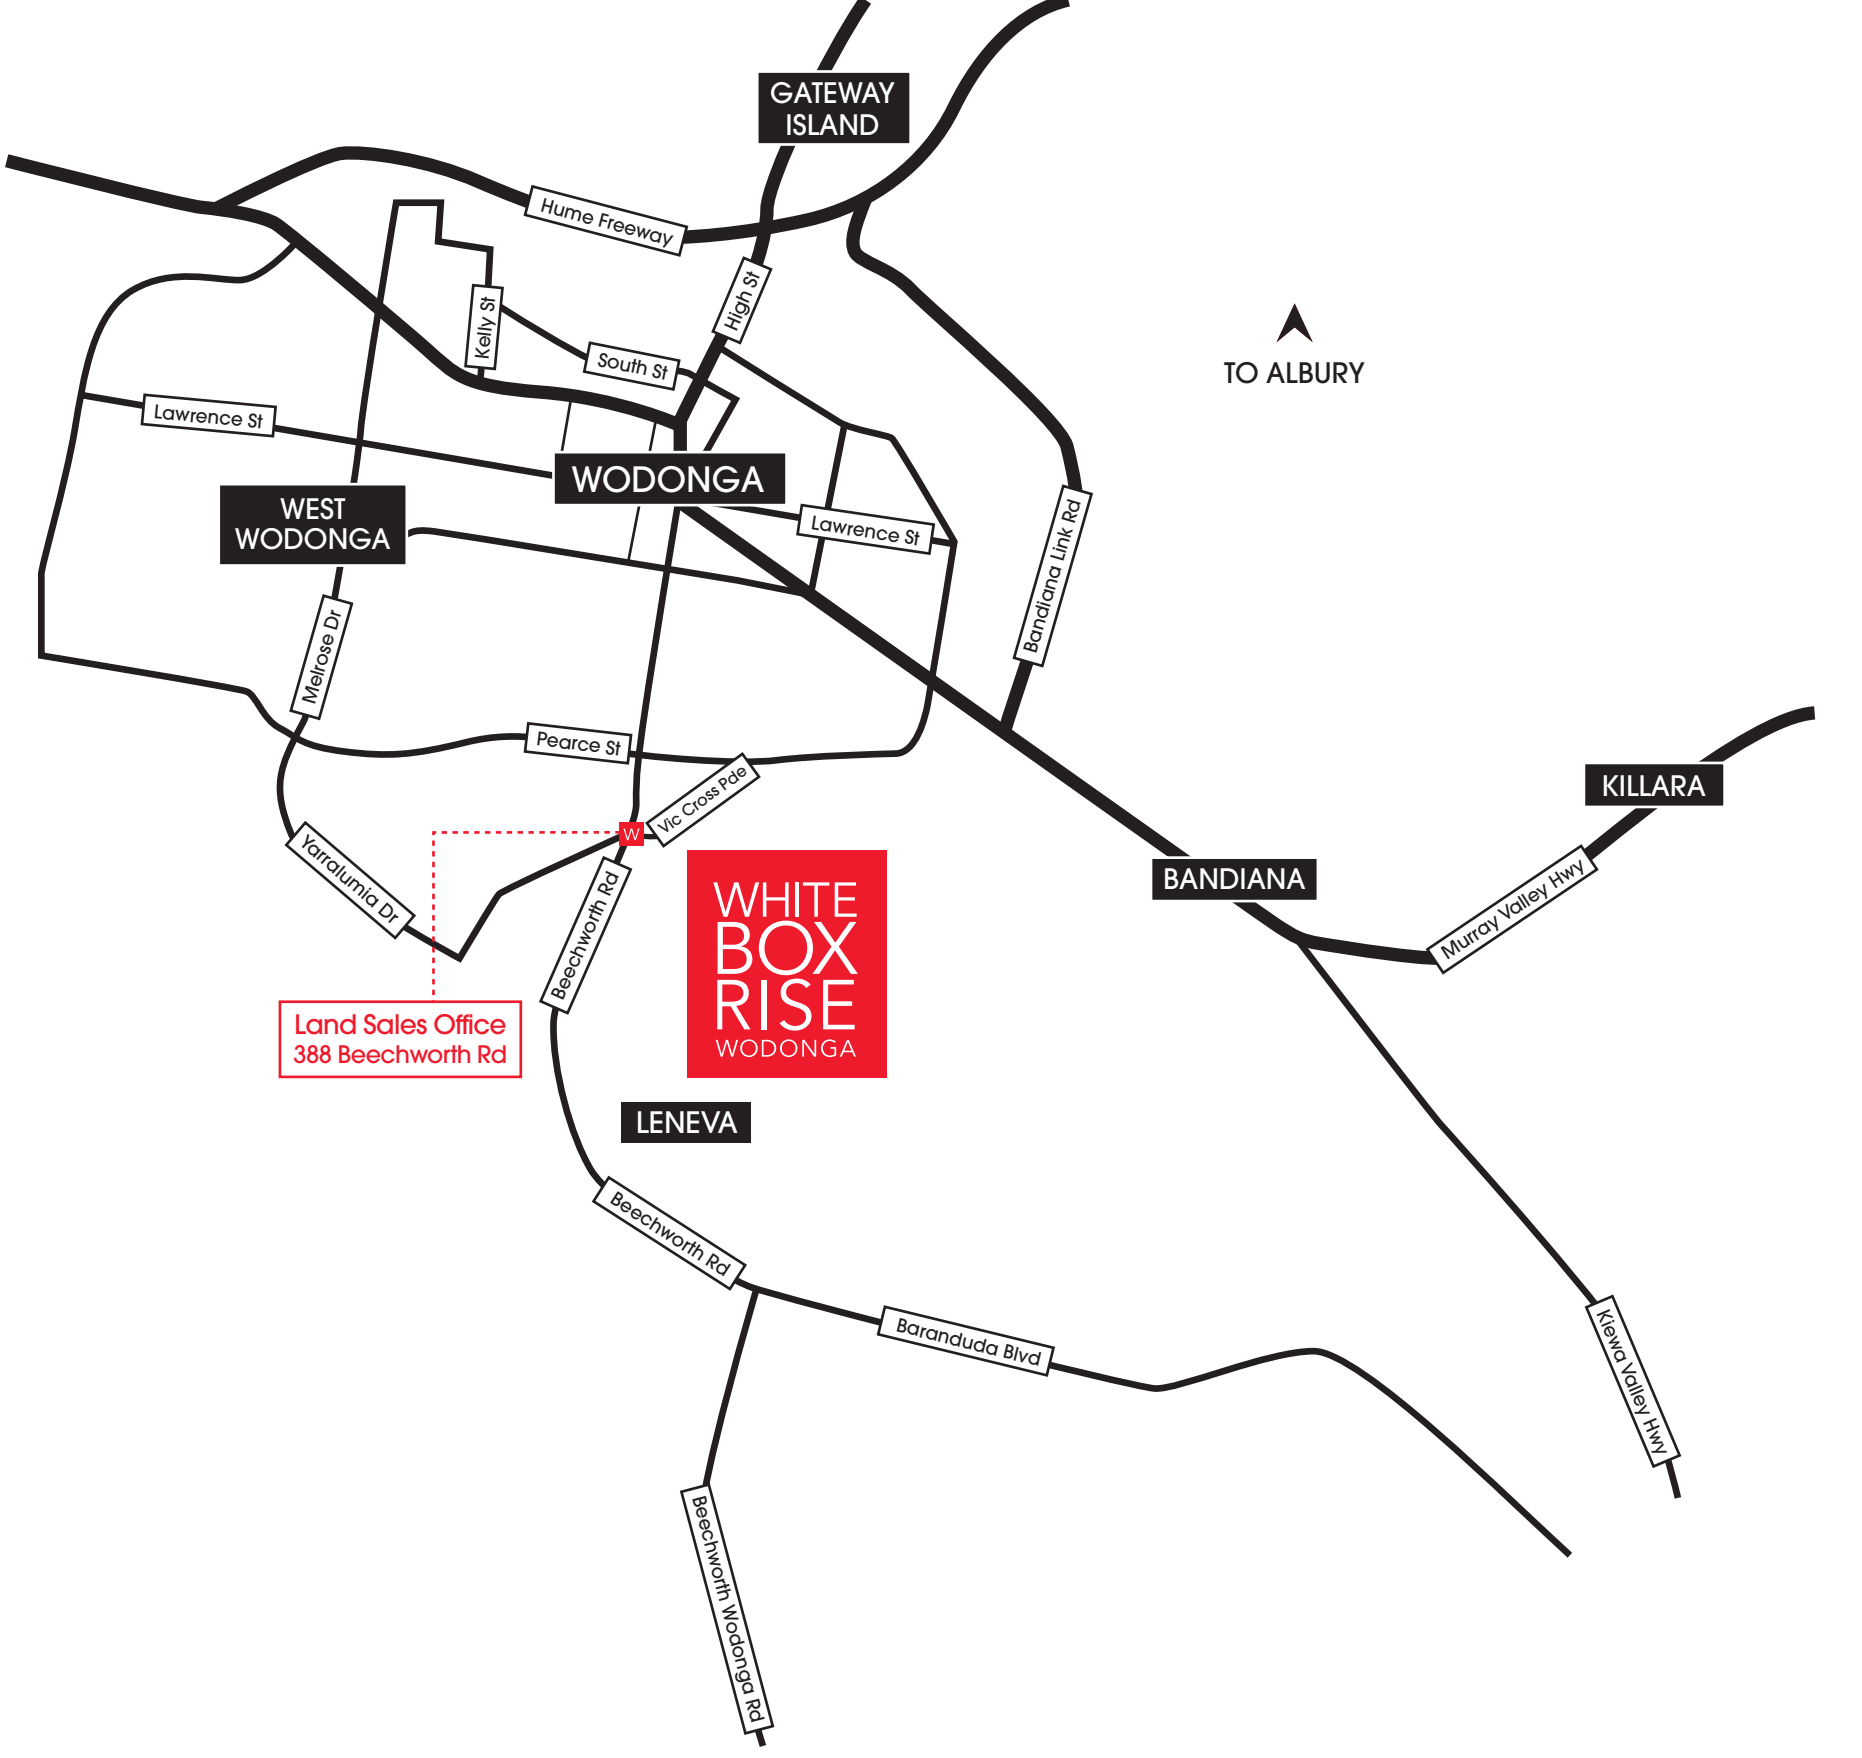 GATEWAY
ISLAND
Hume Freeway
High St
Kelly St
South St
TO ALBURY
Lawrence St
WODONGA
WEST
WODONGA
Lawrence St
Bandiana Link Rd
Melrose Dr
Pearce St
Vic Cross Pde
KILLARA
W
Yarralumia Dr
Beechworth Rd
BANDIANA
Murray Valley Hwy
WHITE
BOX
RISE
WODONGA
Land Sales Office
388 Beechworth Rd
LENEVA
Beechworth Rd
Baranduda Blvd
Kiewa Valley Hwy
Beechworth Wodonga Rd